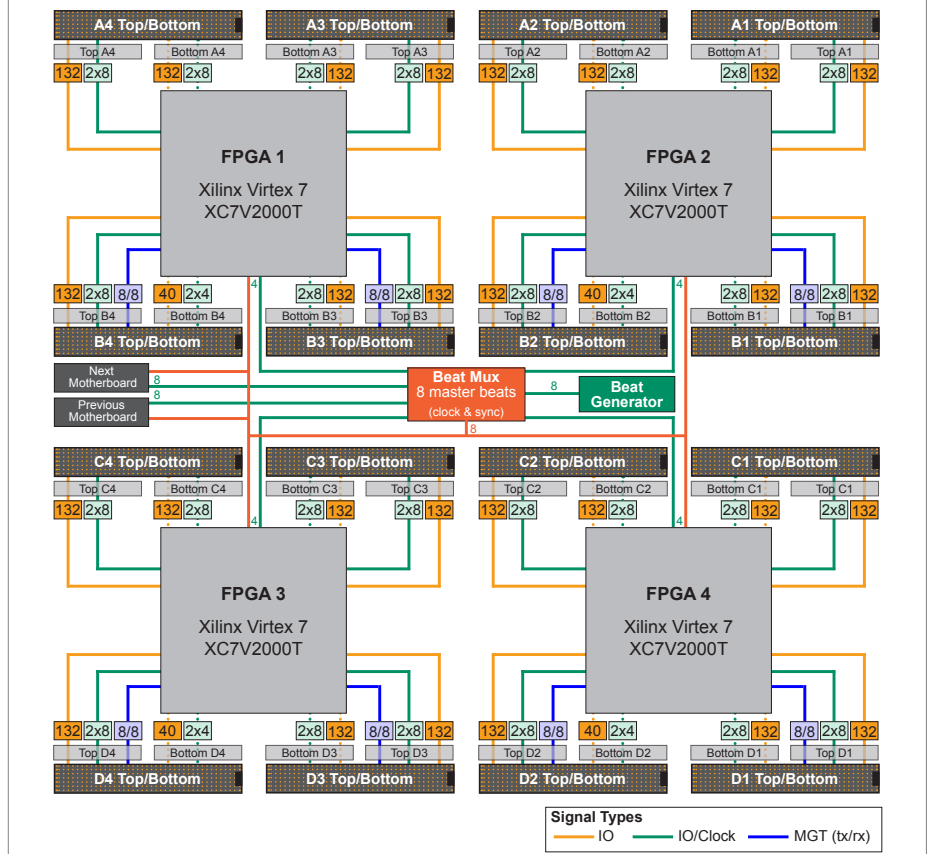 A4 Top/Bottom A3 Top/Bottom A2 Top/Bottom A1 Top/Bottom
Top A4 Bottom A4 Bottom A3 Top A3 Top A2 Bottom A2 Bottom A1 Top A1
132 2x8 132 2x8 2x8 132 2x8 132 132 2x8 132 2x8 2x8 132 2x8 132
FPGA 1 FPGA 2
Xilinx Virtex 7 Xilinx Virtex 7
XC7V2000T XC7V2000T
4 4
132 2x8 8/8 40 2x4 2x8 132 8/8 2x8 132 132 2x8 8/8 40 2x4 2x8 132 8/8 2x8 132
Top B4 Bottom B4 Bottom B3 Top B3 Top B2 Bottom B2 Bottom B1 Top B1
B4 Top/Bottom B3 Top/Bottom B2 Top/Bottom B1 Top/Bottom
Next
Motherboard
8
8
Previous
Motherboard
Beat Mux
8 master beats
(clock & sync)
8
Beat
Generator
8
C4 Top/Bottom C3 Top/Bottom C2 Top/Bottom C1 Top/Bottom
Top C4 Bottom C4 Bottom C3 Top C3 Top C2 Bottom C2 Bottom C1 Top C1
132 2x8 132 2x8 2x8 132 2x8 132 132 2x8 132 2x8 2x8 132 2x8 132
4 4
FPGA 3 FPGA 4
Xilinx Virtex 7 Xilinx Virtex 7
XC7V2000T XC7V2000T
132 2x8 8/8 40 2x4 2x8 132 8/8 2x8 132 132 2x8 8/8 40 2x4 2x8 132 8/8 2x8 132
Top D4 Bottom D4 Bottom D3 Top D3 Top D2 Bottom D2 Bottom D1 Top D1
D4 Top/Bottom D3 Top/Bottom D2 Top/Bottom D1 Top/Bottom
Signal Types
IO IO/Clock MGT (tx/rx)